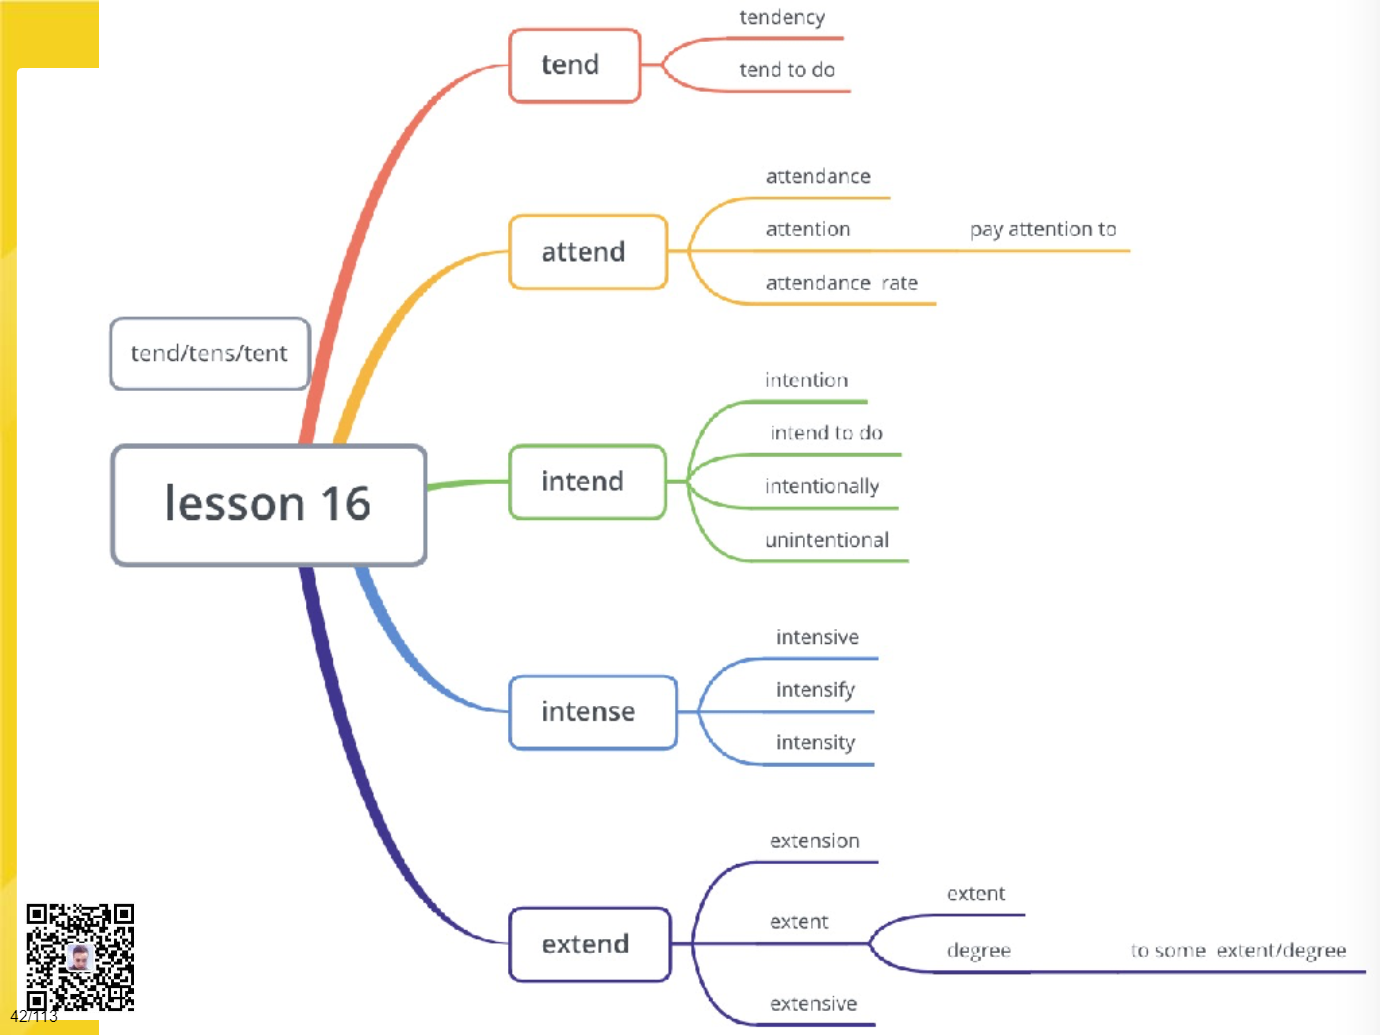 tendency
tend
tend to do
attendance
attend
attention
pay attention to
attendance rate
tend/tens/tent
lesson 16
intention
intend to do
intend
intentionally
unintentional
intensive
intense
intensify
intensity
extension
extend
extent
extent
degree
to some extent/degree
extensive
42/113